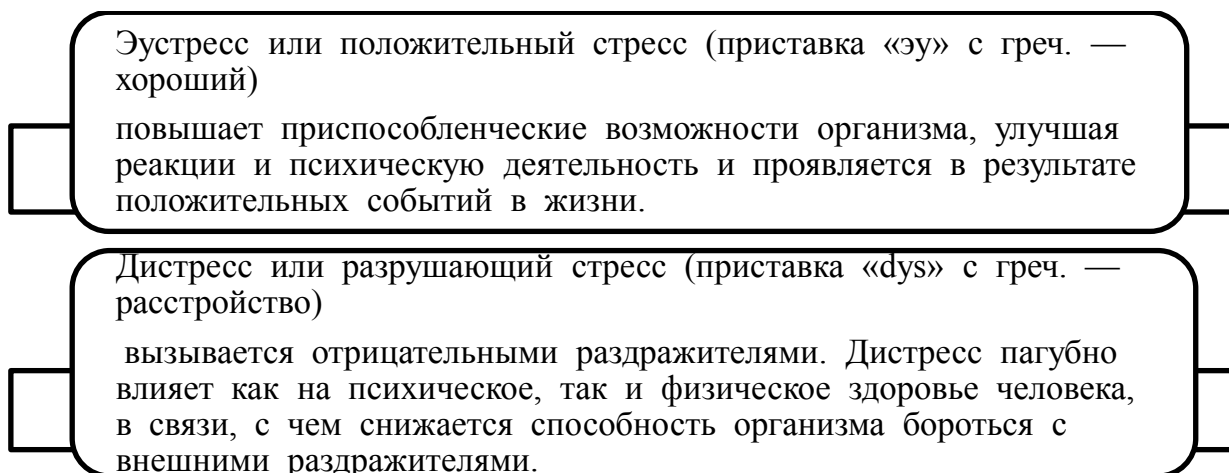 Эустресс или положительный стресс (приставка «эу» с греч. —
хороший)
повышает приспособленческие возможности организма, улучшая
реакции и психическую деятельность и проявляется в результате
положительных событий в жизни.
Дистресс или разрушающий стресс (приставка «dys» с греч. —
расстройство)
вызывается отрицательными раздражителями. Дистресс пагубно
влияет как на психическое, так и физическое здоровье человека,
в связи, с чем снижается способность организма бороться с
внешними раздражителями.